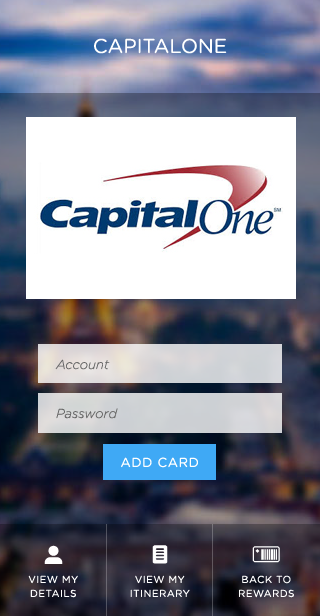 CAPITALONE
CapitalOne℠
Account
Password
ADD CARD
VIEW MY
DETAILS
VIEW MY
ITINERARY
BACK TO
REWARDS